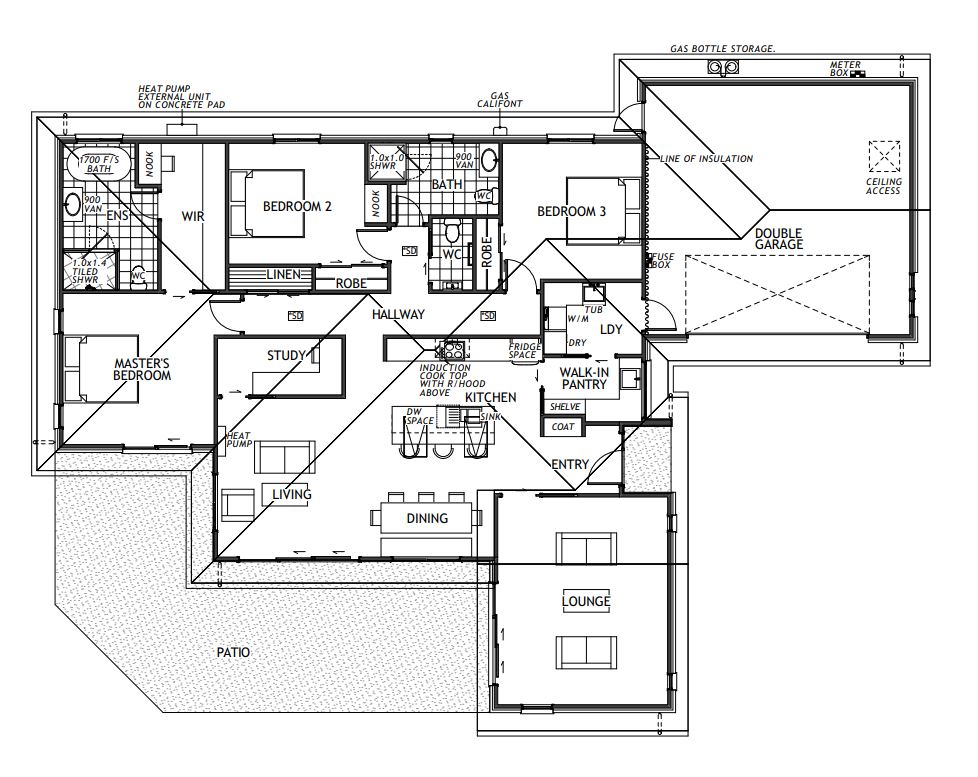 GAS BOTTLE STORAGE.
METER
BOX
HEAT PUMP
EXTERNAL UNIT
ON CONCRETE PAD
GAS
CALIFONT
1700 F/S
BATH
NOOK
900
VAN
ENS
WIR
1.0x1.4
TILED
SHWR
WC
BEDROOM 2
1.0x1.0
SHWR
900
VAN
BATH
WC
NOOK
*SD
WC
ROBE
BEDROOM 3
LINE OF INSULATION
CEILING
ACCESS
DOUBLE
GARAGE
FUSE
BOX
LINEN
ROBE
*SD
HALLWAY
*SD
TUB
W/M
LDY
DRY
MASTER'S
BEDROOM
STUDY
FRIDGE
SPACE
INDUCTION
COOK TOP
WITH R/HOOD
ABOVE
WALK-IN
PANTRY
KITCHEN
SHELVE
DW
SPACE
SINK
COAT
HEAT
PUMP
ENTRY
LIVING
DINING
LOUNGE
PATIO